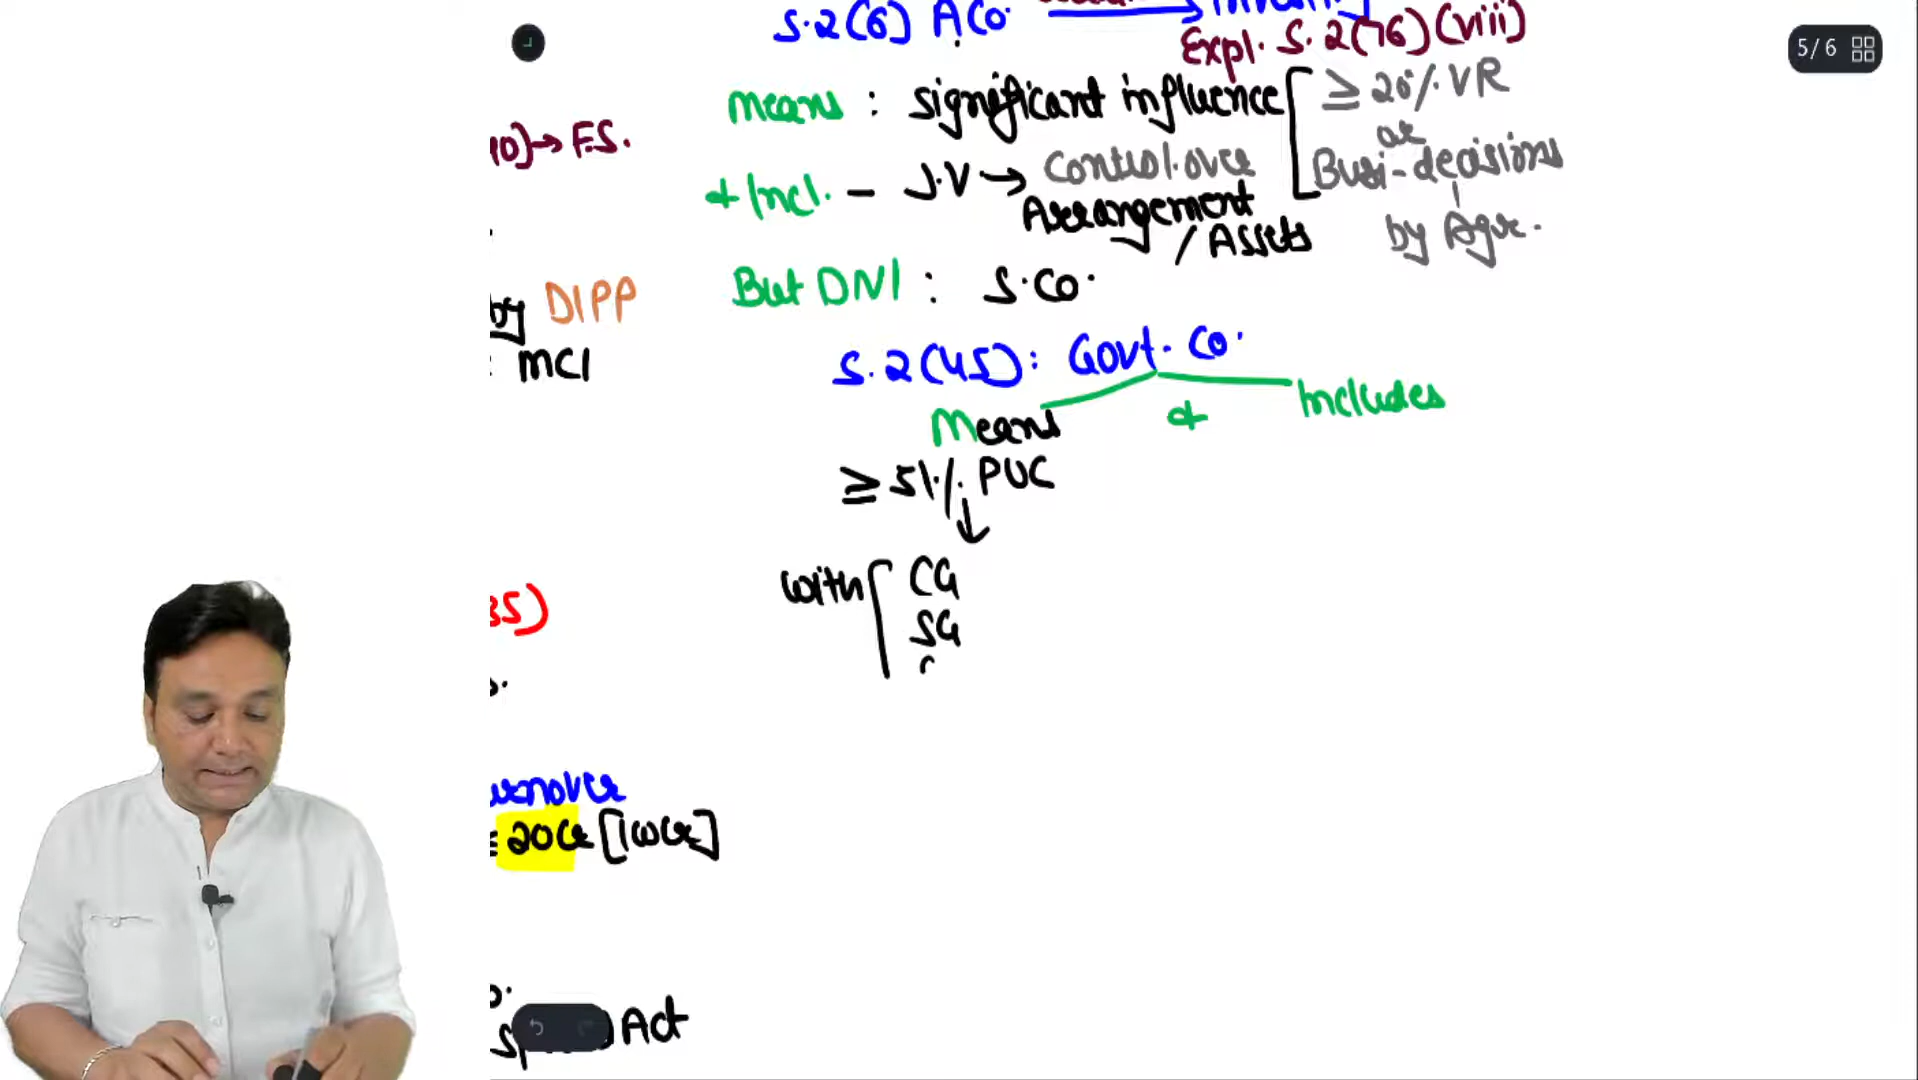 S.2(6) A.Co.
Expl. S.2(76)(viii)
Means : significant influence [ ≥ 20% VR
or
Busi-decisions
by Agr.
& Incl. – J.V → Control over
Arrangement
/ Assets
But DNI : S.Co.
S.2(45): Govt. Co.
Means & Includes
≥ 51% PUC
↓
with [ CG
SG
10] → F.S.
by DIPP
: MCI
35)
20Cr [100Cr]
Act
5/6